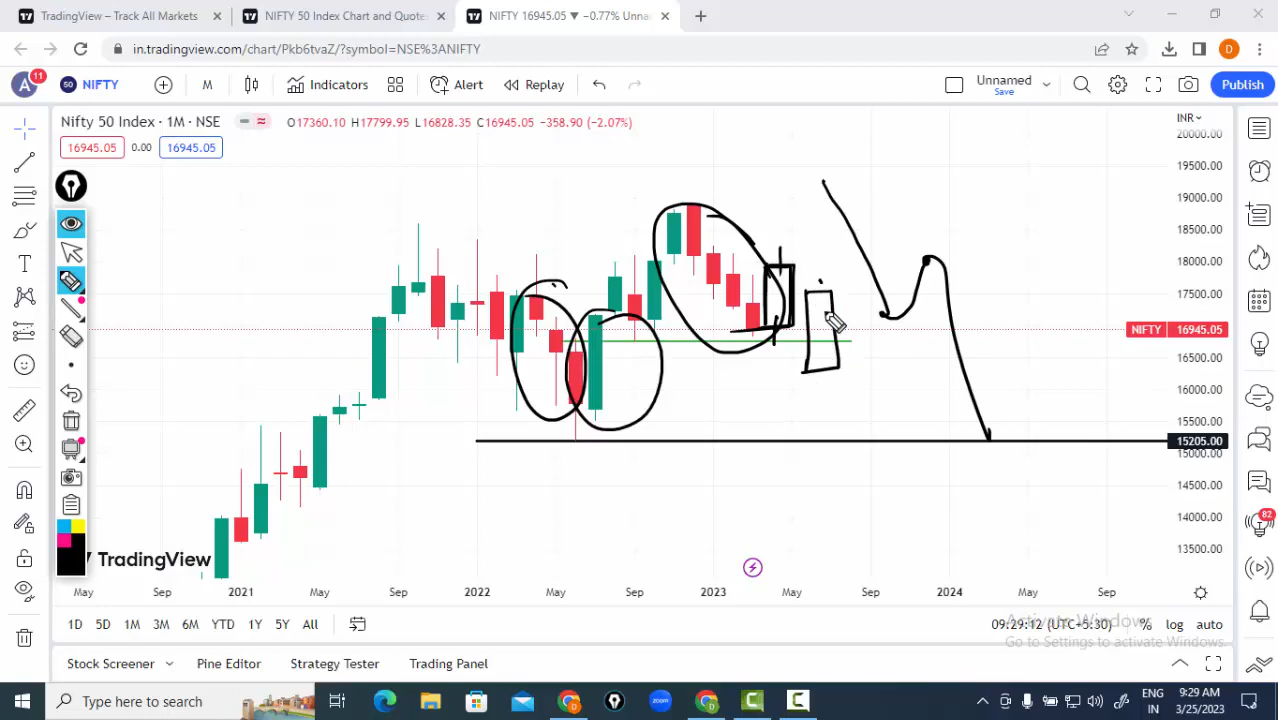 TradingView – Track All Markets
NIFTY 50 Index Chart and Quotes
NIFTY 16945.05 ▼ −0.77% Unna
in.tradingview.com/chart/Pkb6tvaZ/?symbol=NSE%3ANIFTY
D
A
11
50
NIFTY
M
Indicators
Alert
Replay
Unnamed
Save
Publish
Nifty 50 Index · 1M · NSE
O17360.10 H17799.95 L16828.35 C16945.05 −358.90 (−2.07%)
INR
16945.05
0.00
16945.05
20000.00
19500.00
19000.00
18500.00
18000.00
17500.00
NIFTY 16945.05
16500.00
16000.00
15500.00
15205.00
15000.00
14500.00
14000.00
13500.00
82
TradingView
May
Sep
2021
May
Sep
2022
May
Sep
2023
May
Sep
2024
May
Sep
1D 5D 1M 3M 6M YTD 1Y 5Y All
09:29:12 (UTC+5:30)
% log auto
Activate Windows
Go to Settings to activate Windows.
Stock Screener
Pine Editor
Strategy Tester
Trading Panel
Type here to search
zoom
D
D
C
C
ENG
IN
9:29 AM
3/25/2023